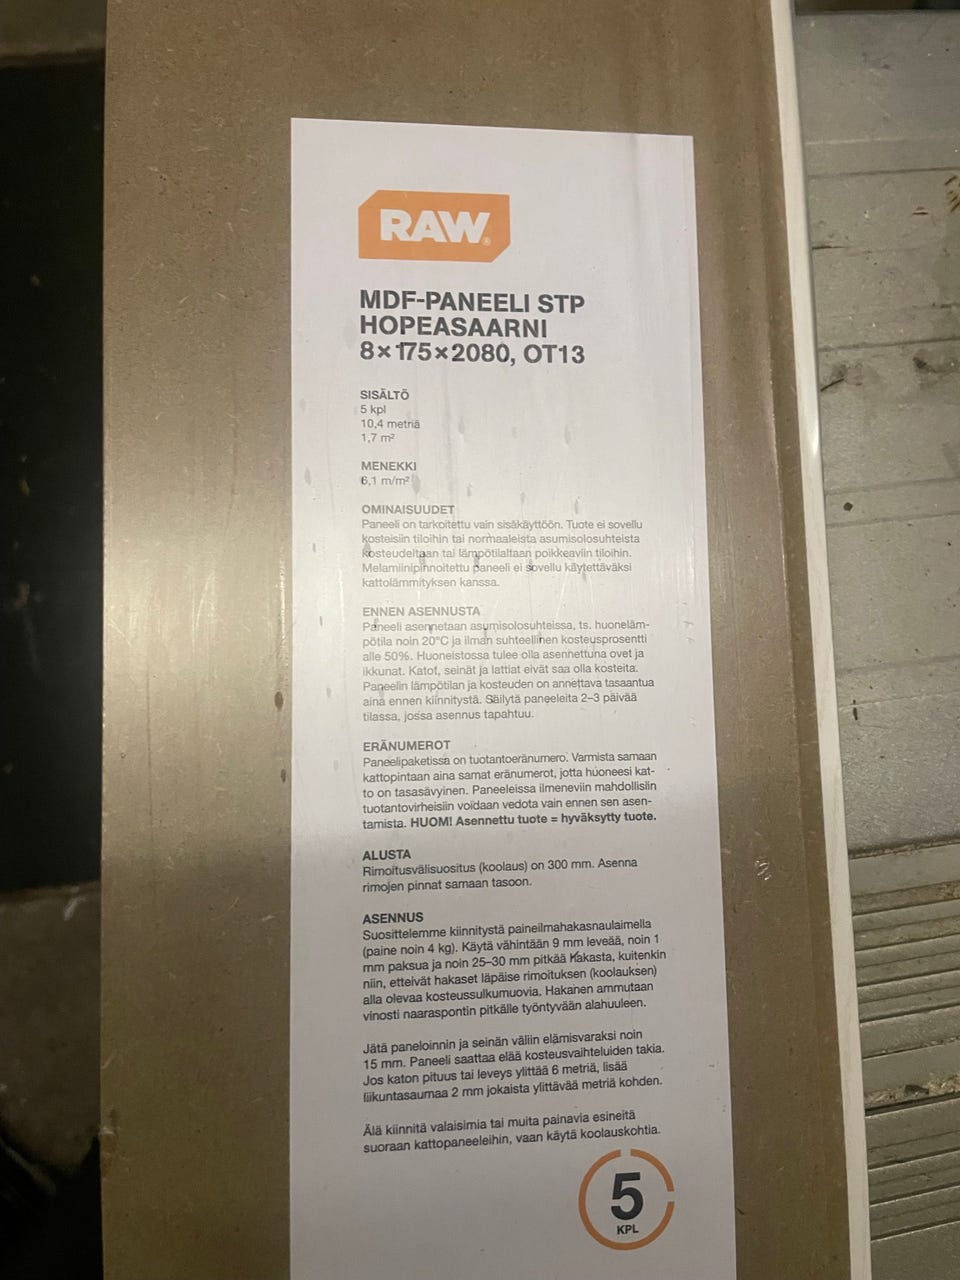 RAW®
MDF-PANEELI STP
HOPEASAARNI
8×175×2080, OT13
SISÄLTÖ
5 kpl
10,4 metriä
1,7 m²
MENEKKI
6,1 m/m²
OMINAISUUDET
Paneeli on tarkoitettu vain sisäkäyttöön. Tuote ei sovellu
kosteisiin tiloihin tai normaaleista asumisolosuhteista
kosteudeltaan tai lämpötilaltaan poikkeaviin tiloihin.
Melamiinipinnoitettu paneeli ei sovellu käytettäväksi
kattolämmityksen kanssa.
ENNEN ASENNUSTA
Paneeli asennetaan asumisolosuhteissa, ts. huoneläm-
pötila noin 20°C ja ilman suhteellinen kosteusprosentti
alle 50%. Huoneistossa tulee olla asennettuna ovet ja
ikkunat. Katot, seinät ja lattiat eivät saa olla kosteita.
Paneelin lämpötilan ja kosteuden on annettava tasaantua
aina ennen kiinnitystä. Säilytä paneeleita 2–3 päivää
tilassa, jossa asennus tapahtuu.
ERÄNUMEROT
Paneelipaketissa on tuotantoeränumero. Varmista samaan
kattopintaan aina samat eränumerot, jotta huoneesi kat-
to on tasasävyinen. Paneeleissa ilmeneviin mahdollisiin
tuotantovirheisiin voidaan vedota vain ennen sen asen-
tamista. HUOM! Asennettu tuote = hyväksytty tuote.
ALUSTA
Rimoitusvälisuositus (koolaus) on 300 mm. Asenna
rimojen pinnat samaan tasoon.
ASENNUS
Suosittelemme kiinnitystä paineilmahakasnaulaimella
(paine noin 4 kg). Käytä vähintään 9 mm leveää, noin 1
mm paksua ja noin 25–30 mm pitkää hakasta, kuitenkin
niin, etteivät hakaset läpäise rimoituksen (koolauksen)
alla olevaa kosteussulkumuovia. Hakanen ammutaan
vinosti naaraspontin pitkälle työntyvään alahuuleen.
Jätä paneloinnin ja seinän väliin elämisvaraksi noin
15 mm. Paneeli saattaa elää kosteusvaihteluiden takia.
Jos katon pituus tai leveys ylittää 6 metriä, lisää
liikuntasaumaa 2 mm jokaista ylittävää metriä kohden.
Älä kiinnitä valaisimia tai muita painavia esineitä
suoraan kattopaneeleihin, vaan käytä koolauskohtia.
5
KPL